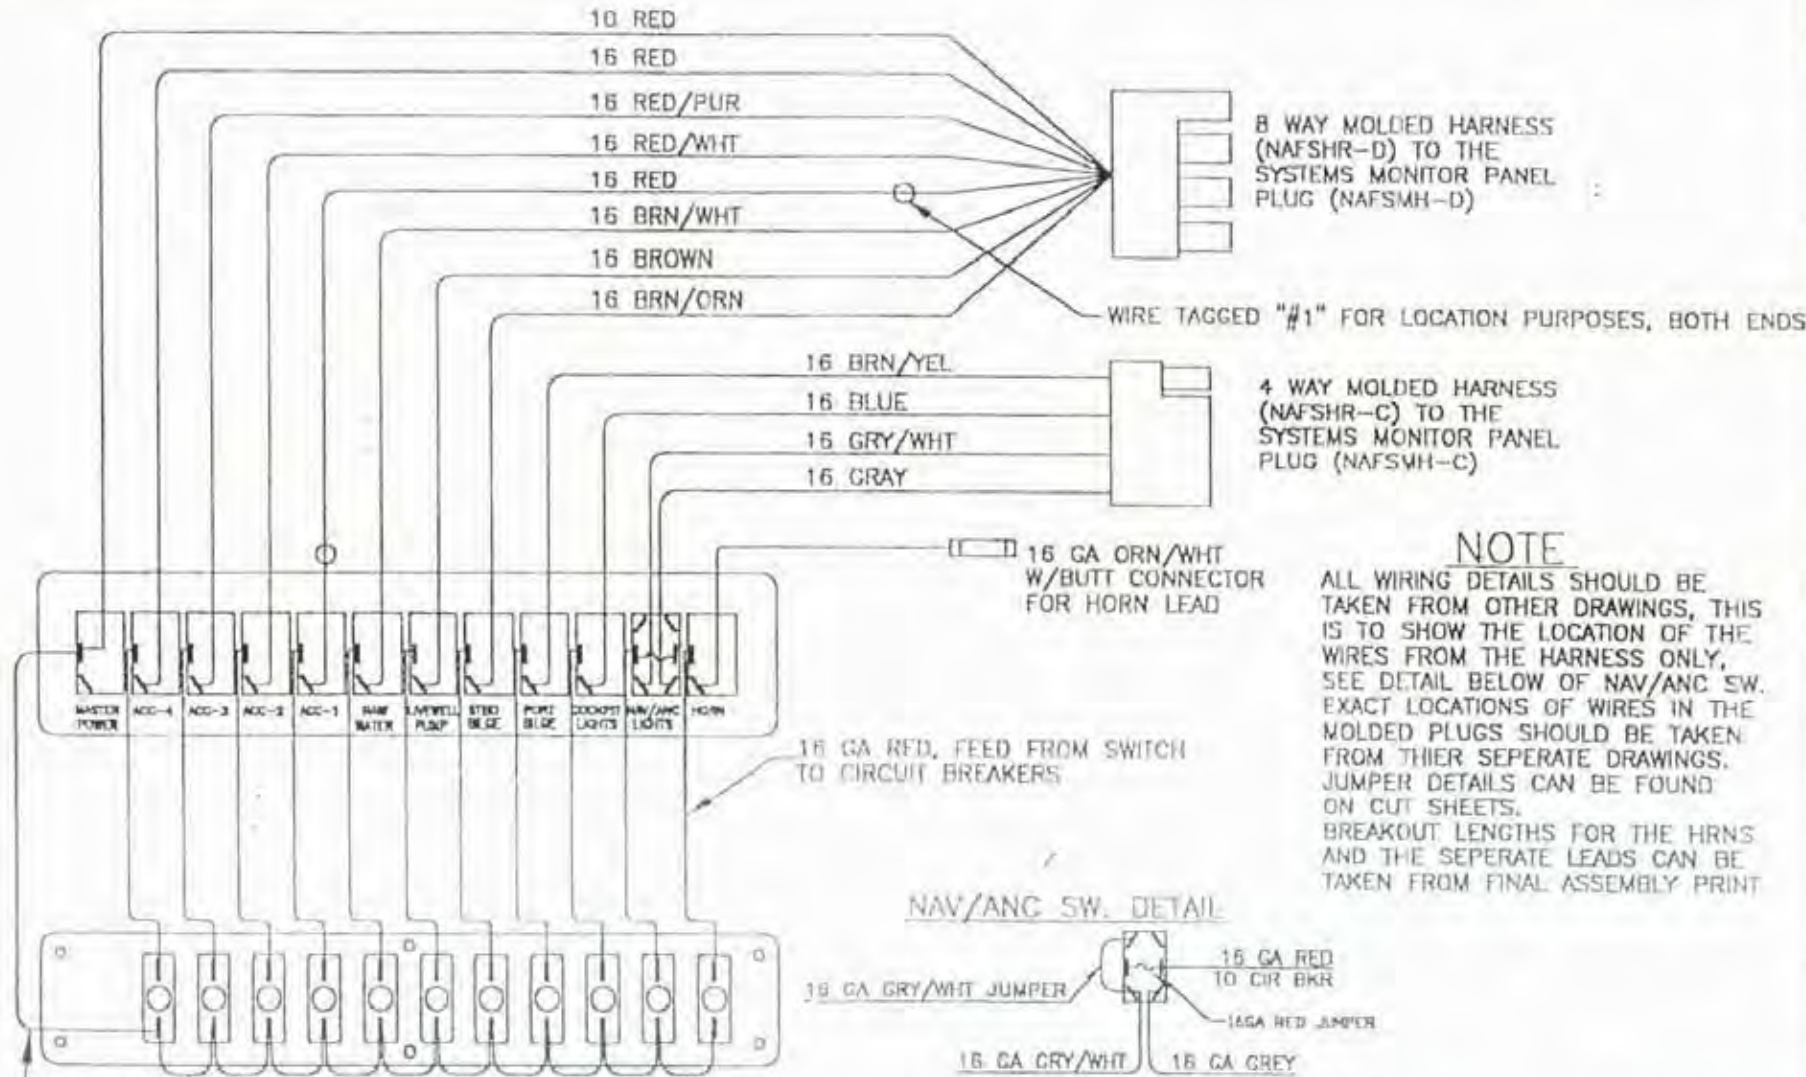 10 RED
16 RED
16 RED/PUR
16 RED/WHT
16 RED
16 BRN/WHT
16 BROWN
16 BRN/ORN
8 WAY MOLDED HARNESS
(NAFSHR-D) TO THE
SYSTEMS MONITOR PANEL
PLUG (NAFSMH-D)
WIRE TAGGED "#1" FOR LOCATION PURPOSES, BOTH ENDS
16 BRN/YEL
16 BLUE
16 GRY/WHT
16 GRAY
4 WAY MOLDED HARNESS
(NAFSHR-C) TO THE
SYSTEMS MONITOR PANEL
PLUG (NAFSMH-C)
16 GA ORN/WHT
W/BUTT CONNECTOR
FOR HORN LEAD
NOTE
ALL WIRING DETAILS SHOULD BE
TAKEN FROM OTHER DRAWINGS, THIS
IS TO SHOW THE LOCATION OF THE
WIRES FROM THE HARNESS ONLY.
SEE DETAIL BELOW OF NAV/ANC SW.
EXACT LOCATIONS OF WIRES IN THE
MOLDED PLUGS SHOULD BE TAKEN
FROM THIER SEPERATE DRAWINGS.
JUMPER DETAILS CAN BE FOUND
ON CUT SHEETS.
BREAKOUT LENGTHS FOR THE HRNS
AND THE SEPERATE LEADS CAN BE
TAKEN FROM FINAL ASSEMBLY PRINT
MASTER
POWER
ACC-4
ACC-3
ACC-2
ACC-1
RAW
WATER
LIVEWELL
PUMP
STBD
BILGE
PORT
BILGE
COCKPIT
LIGHTS
NAV/ANC
LIGHTS
HORN
16 GA RED, FEED FROM SWITCH
TO CIRCUIT BREAKERS
NAV/ANC SW. DETAIL
16 GA GRY/WHT JUMPER
16 GA RED
TO CIR BKR
16GA RED JUMPER
16 GA GRY/WHT
16 GA GREY